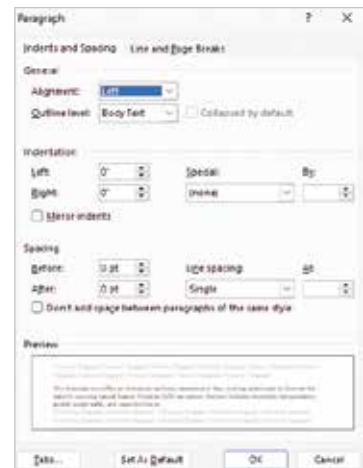 Paragraph ? X
Indents and Spacing Line and Page Breaks
General
Alignment: Left
Outline level: Body Text Collapsed by default
Indentation
Left: 0" Special: By:
Right: 0" (none)
Mirror indents
Spacing
Before: 0 pt Line spacing: At:
After: 0 pt Single
Don't add space between paragraphs of the same style
Preview
Tabs... Set As Default OK Cancel